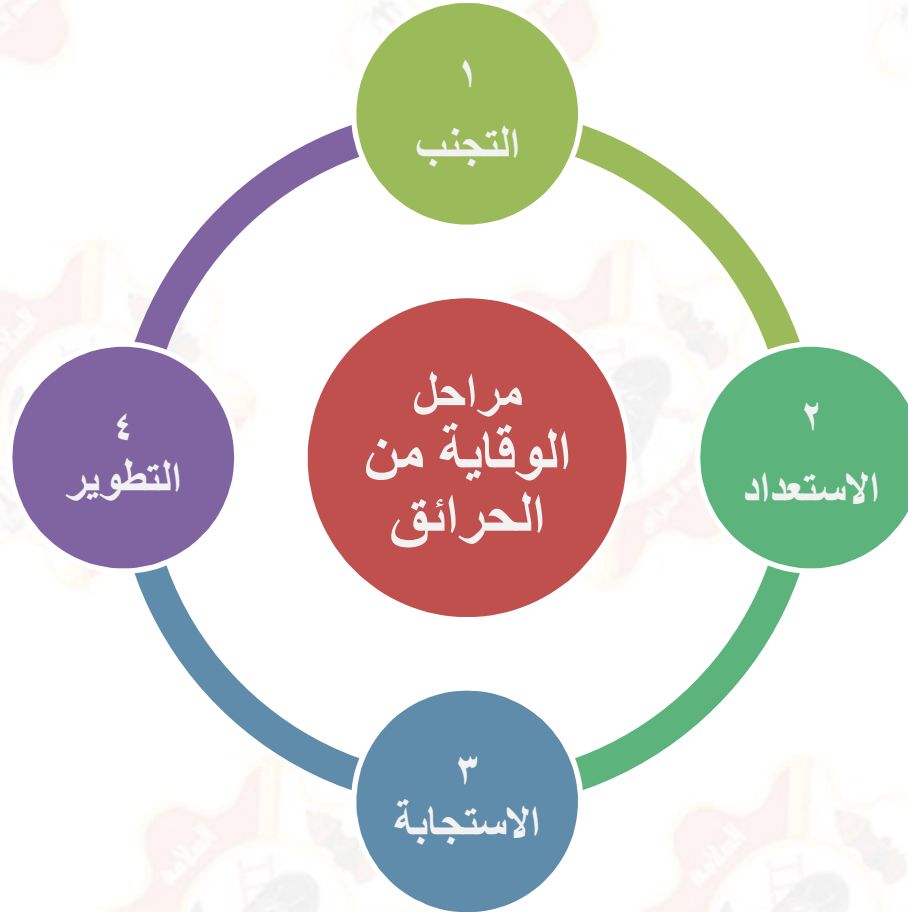 ١
التجنب
مراحل
الوقاية من
الحرائق
٢
الاستعداد
٤
التطوير
٣
الاستجابة